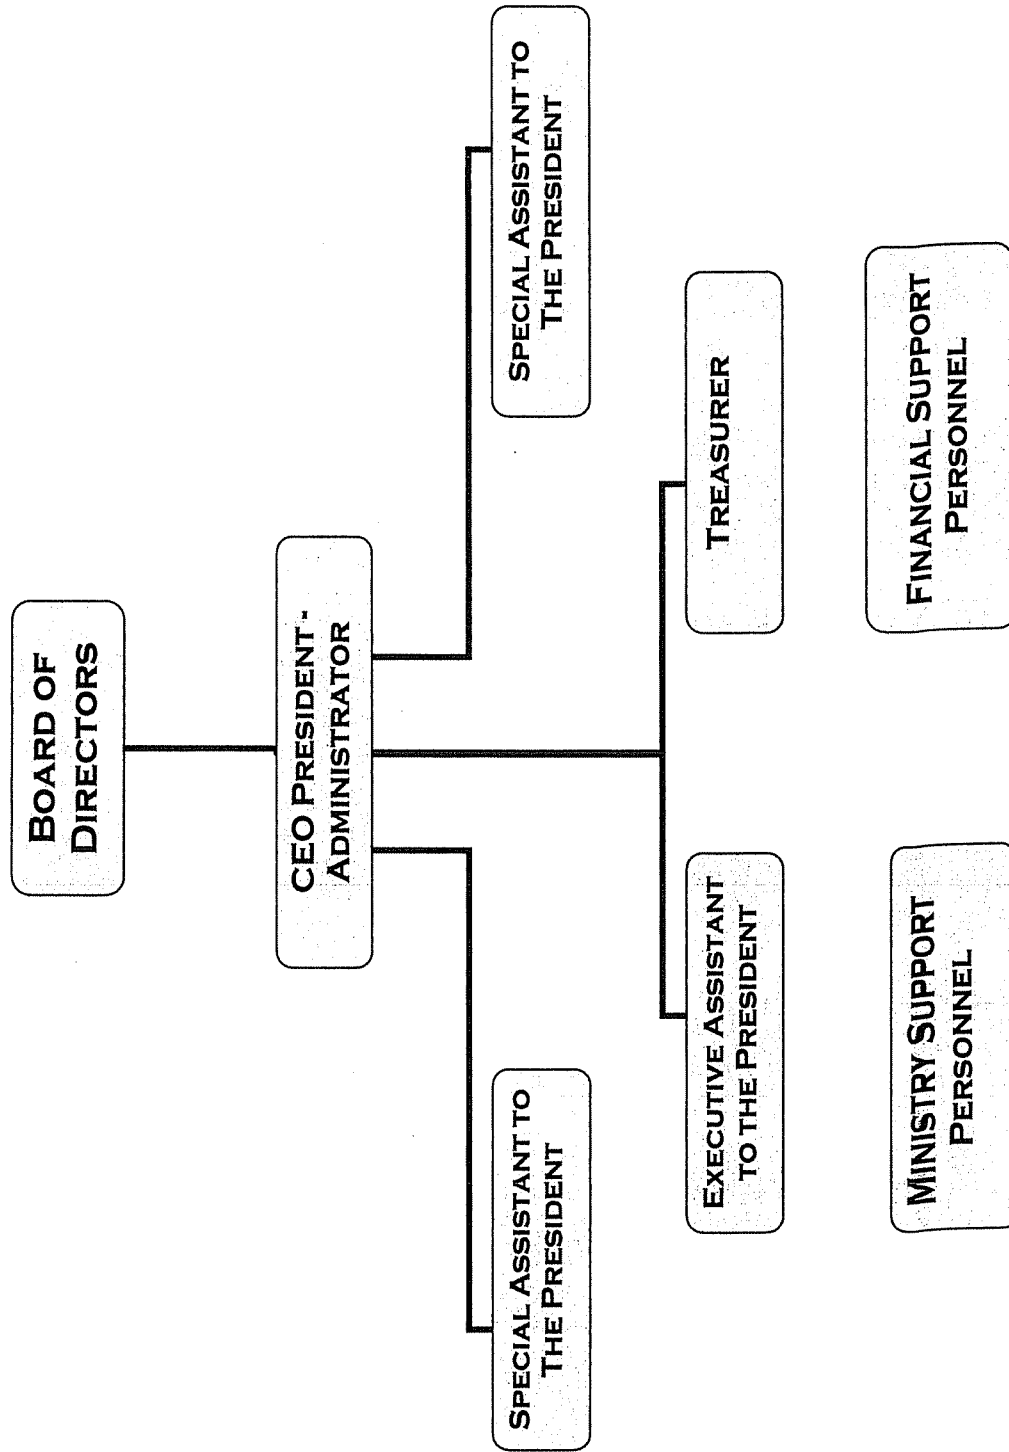 BOARD OF
DIRECTORS
CEO PRESIDENT -
ADMINISTRATOR
SPECIAL ASSISTANT TO
THE PRESIDENT
SPECIAL ASSISTANT TO
THE PRESIDENT
EXECUTIVE ASSISTANT
TO THE PRESIDENT
TREASURER
MINISTRY SUPPORT
PERSONNEL
FINANCIAL SUPPORT
PERSONNEL